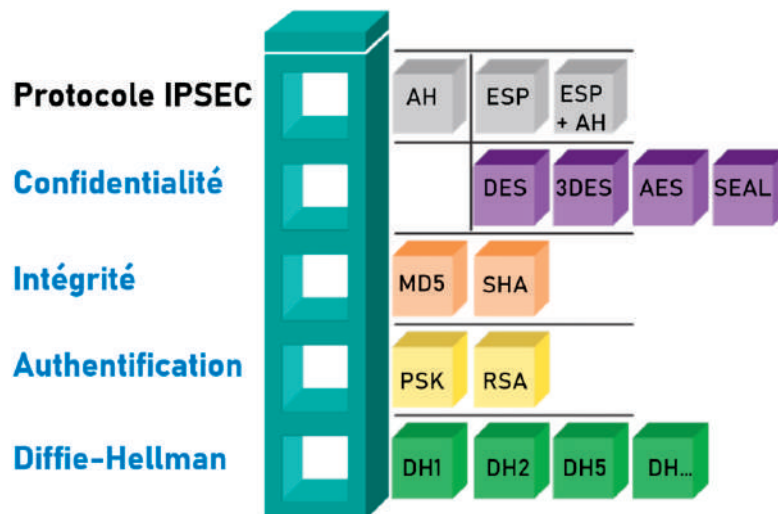 Protocole IPSEC
AH
ESP
ESP
+ AH
Confidentialité
DES
3DES
AES
SEAL
Intégrité
MD5
SHA
Authentification
PSK
RSA
Diffie-Hellman
DH1
DH2
DH5
DH...